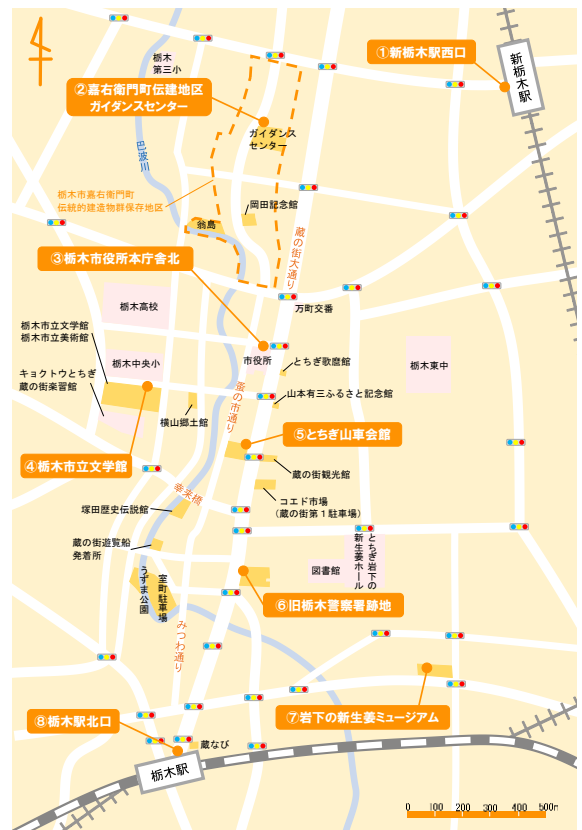 栃木
第三小
①新栃木駅西口
新栃木駅
②嘉右衛門町伝建地区
ガイダンスセンター
ガイダンス
センター
巴波川
栃木市嘉右衛門町
伝統的建造物群保存地区
岡田記念館
翁島
蔵の街大通り
③栃木市役所本庁舎北
万町交番
栃木高校
栃木市立文学館
栃木市立美術館
栃木中央小
市役所
とちぎ歌麿館
栃木東中
キョクトウとちぎ
蔵の街楽習館
山本有三ふるさと記念館
横山郷土館
蚤の市通り
⑤とちぎ山車会館
④栃木市立文学館
蔵の街観光館
幸来橋
コエド市場
(蔵の街第1駐車場)
塚田歴史伝説館
蔵の街遊覧船
発着所
とちぎ岩下の
新生姜ホール
図書館
うずま公園
室町駐車場
⑥旧栃木警察署跡地
みつわ通り
⑦岩下の新生姜ミュージアム
⑧栃木駅北口
蔵なび
栃木駅
0 100 200 300 400 500m